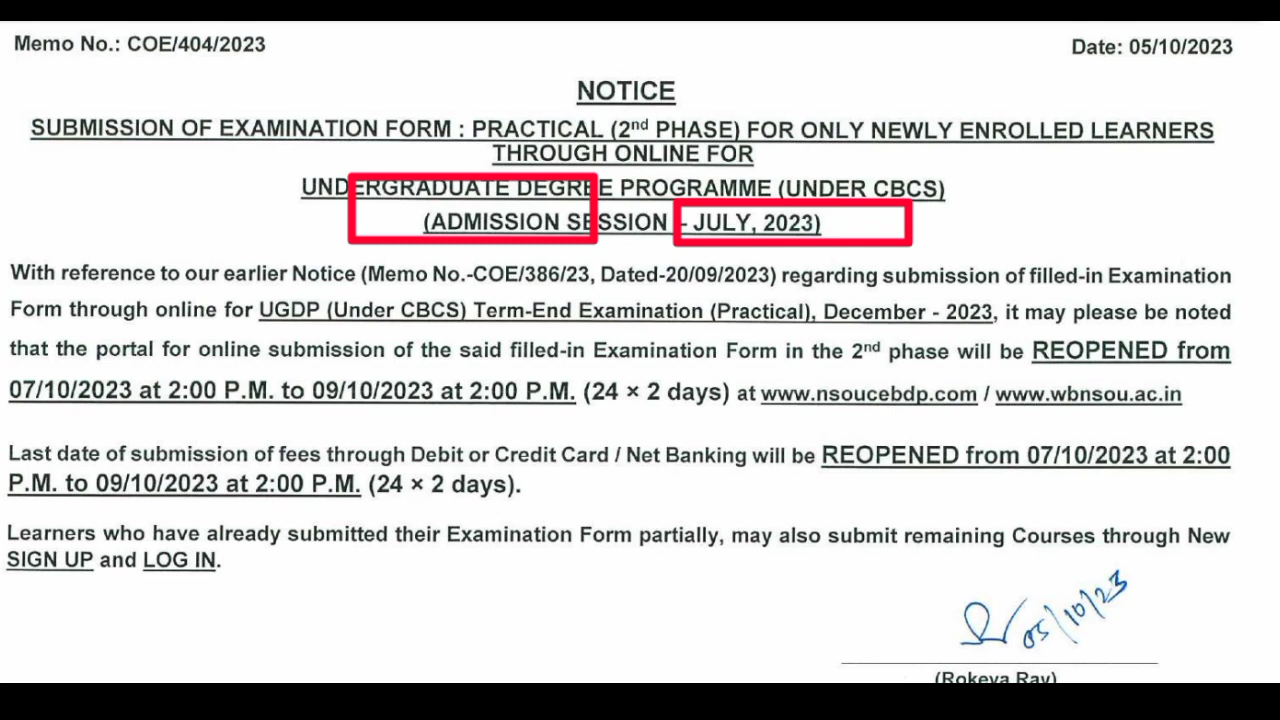 Memo No.: COE/404/2023
Date: 05/10/2023
NOTICE
SUBMISSION OF EXAMINATION FORM : PRACTICAL (2nd PHASE) FOR ONLY NEWLY ENROLLED LEARNERS
THROUGH ONLINE FOR
UNDERGRADUATE DEGREE PROGRAMME (UNDER CBCS)
(ADMISSION SESSION - JULY, 2023)
With reference to our earlier Notice (Memo No.-COE/386/23, Dated-20/09/2023) regarding submission of filled-in Examination
Form through online for UGDP (Under CBCS) Term-End Examination (Practical), December - 2023, it may please be noted
that the portal for online submission of the said filled-in Examination Form in the 2nd phase will be REOPENED from
07/10/2023 at 2:00 P.M. to 09/10/2023 at 2:00 P.M. (24 × 2 days) at www.nsoucebdp.com / www.wbnsou.ac.in
Last date of submission of fees through Debit or Credit Card / Net Banking will be REOPENED from 07/10/2023 at 2:00
P.M. to 09/10/2023 at 2:00 P.M. (24 × 2 days).
Learners who have already submitted their Examination Form partially, may also submit remaining Courses through New
SIGN UP and LOG IN.
05/10/23
(Rokeya Ray)